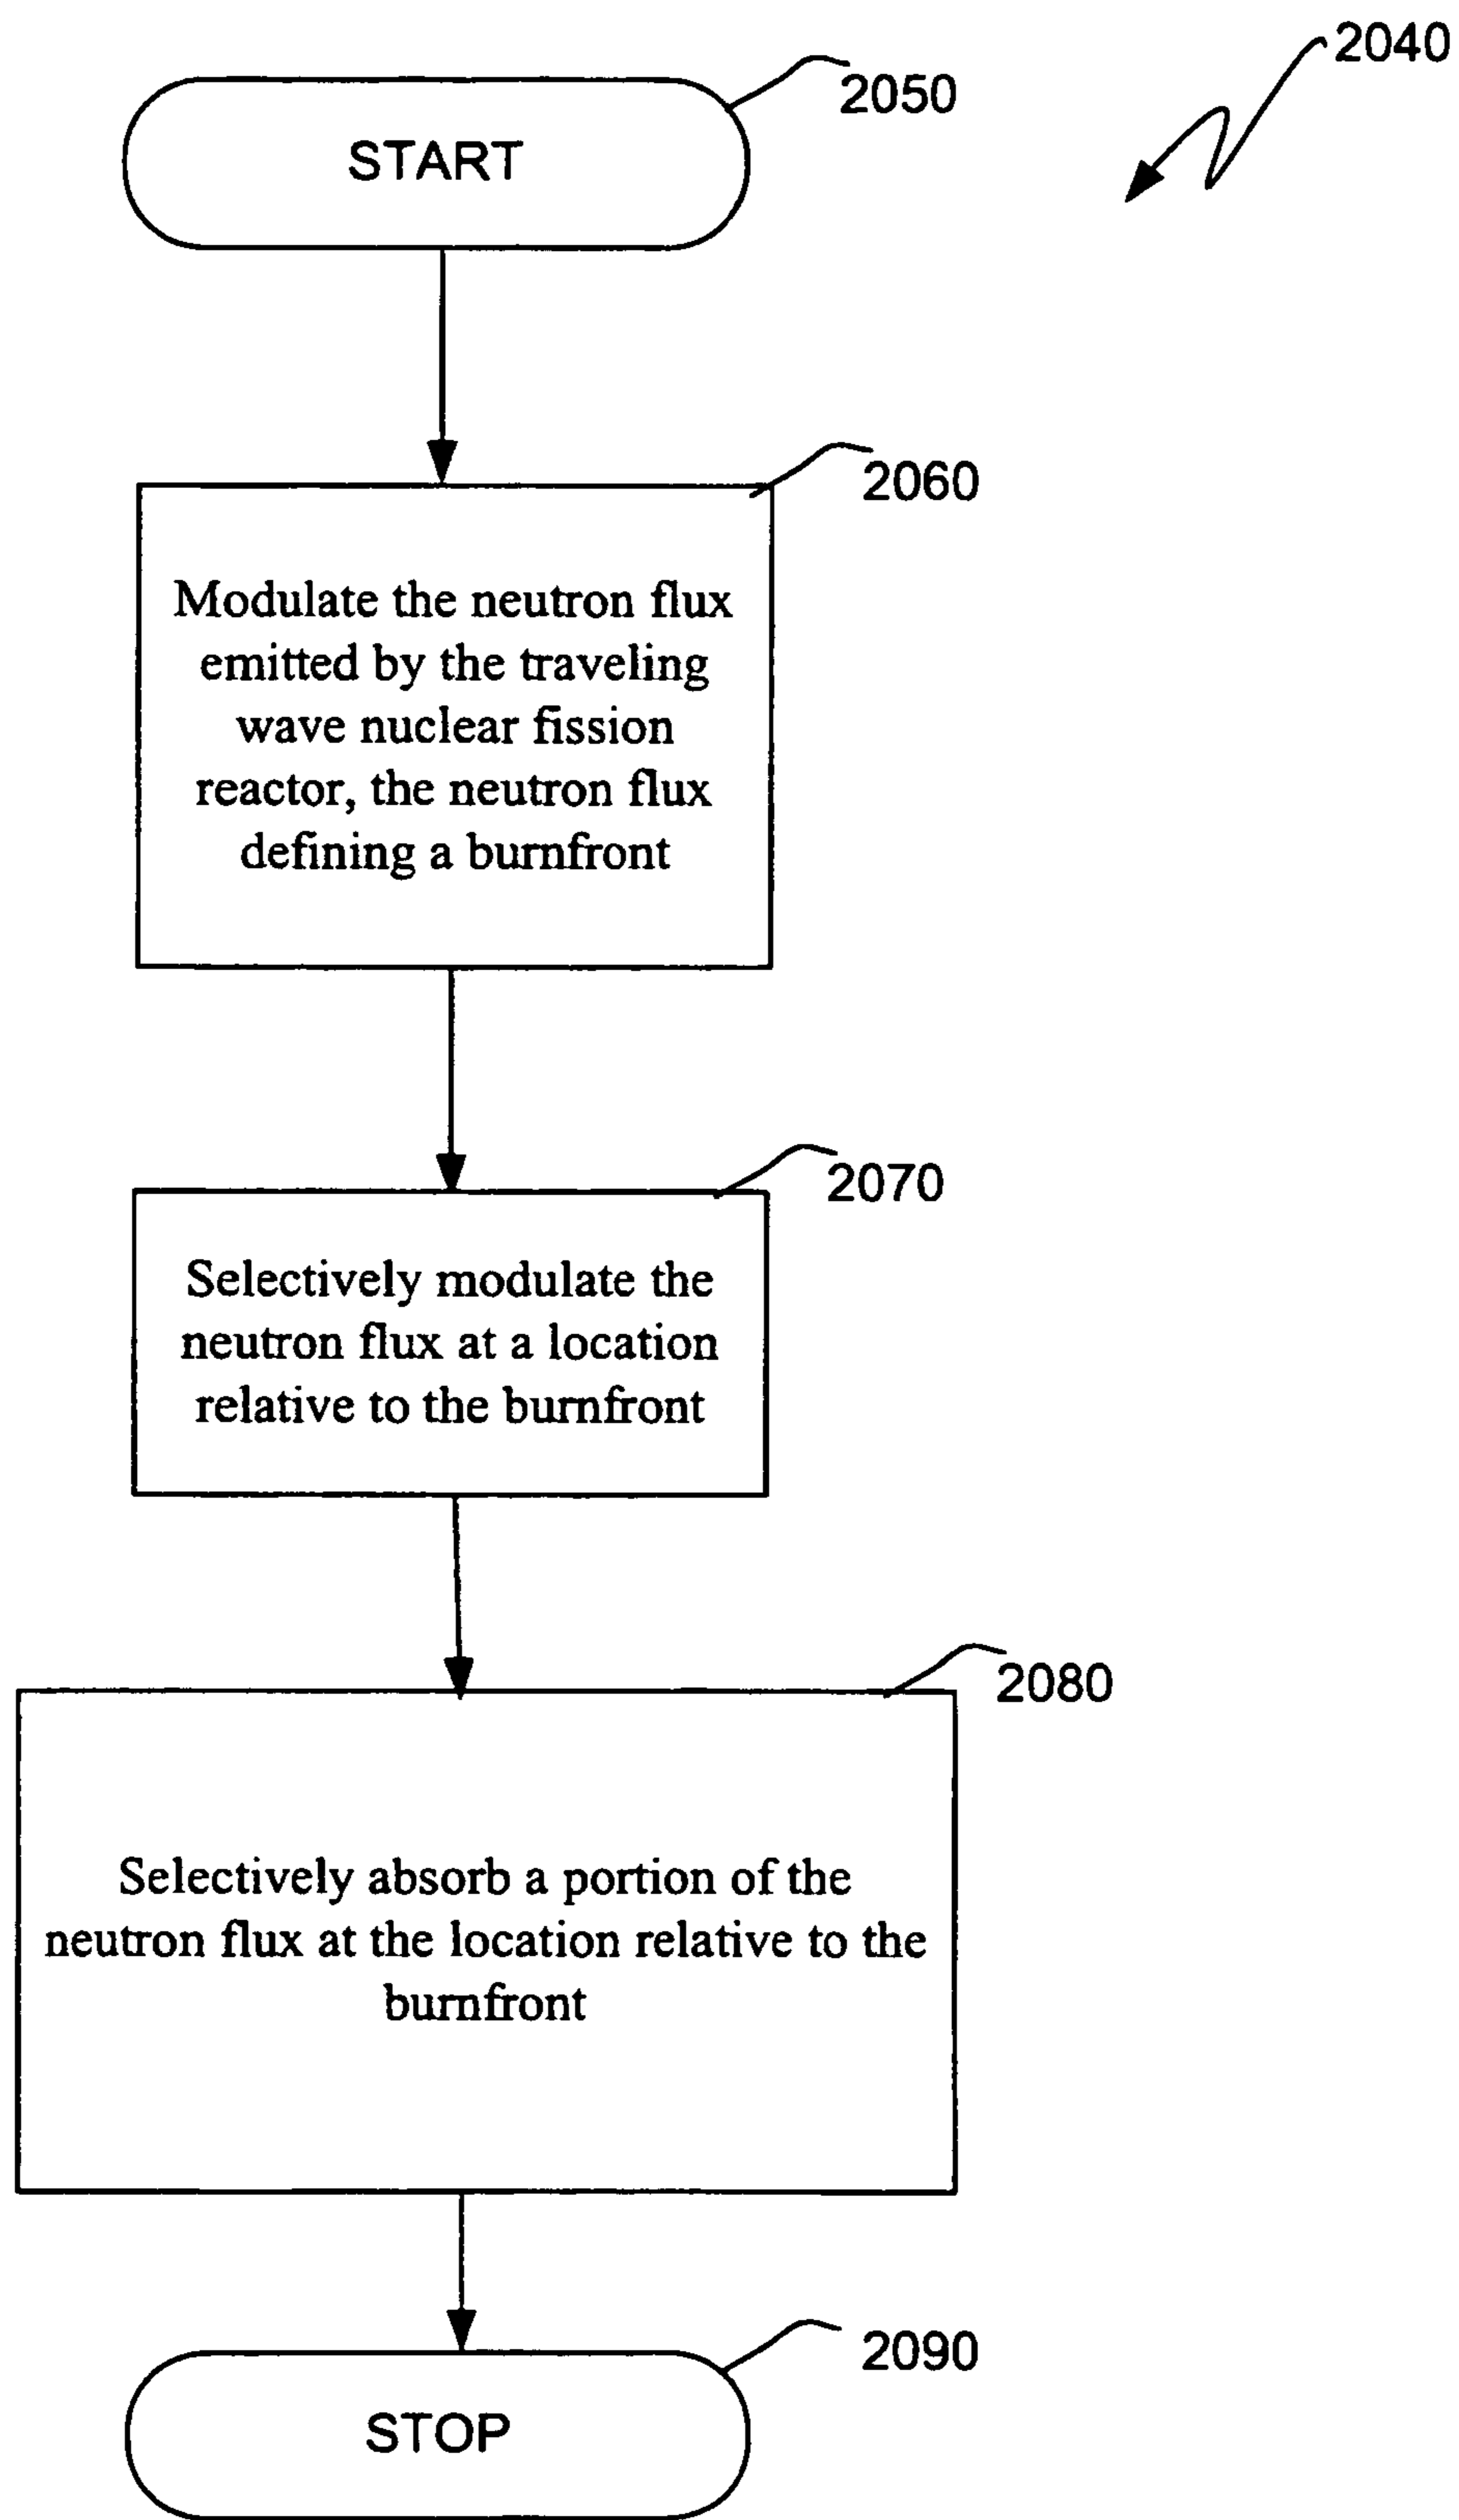 2040
2050
START
2060
Modulate the neutron flux
emitted by the traveling
wave nuclear fission
reactor, the neutron flux
defining a burnfront
2070
Selectively modulate the
neutron flux at a location
relative to the burnfront
2080
Selectively absorb a portion of the
neutron flux at the location relative to the
burnfront
2090
STOP